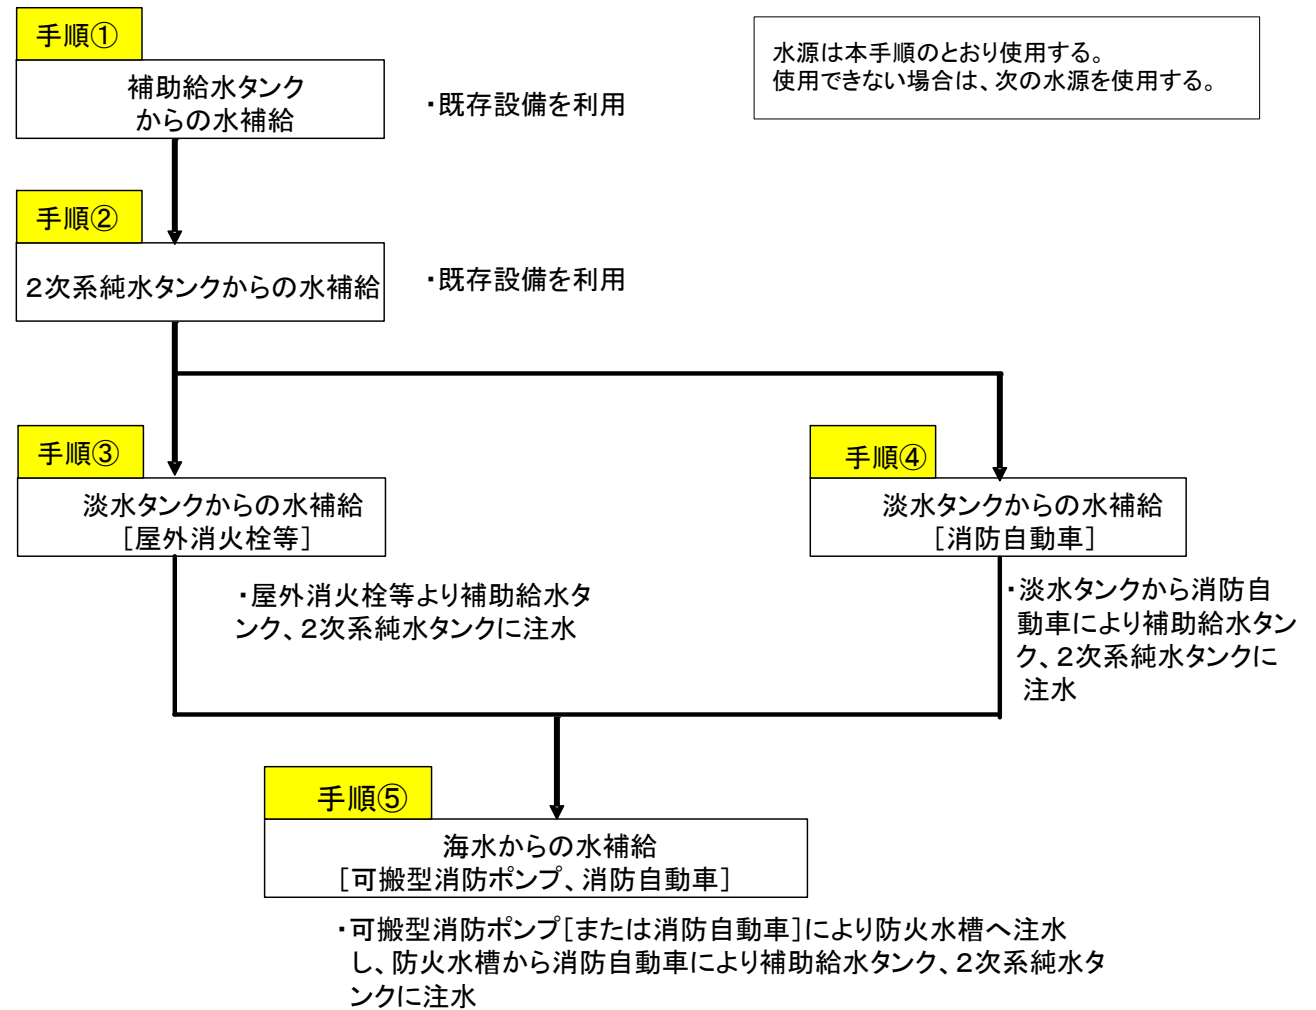 手順①
補助給水タンク
からの水補給
・既存設備を利用
水源は本手順のとおり使用する。
使用できない場合は、次の水源を使用する。
手順②
２次系純水タンクからの水補給
・既存設備を利用
手順③
淡水タンクからの水補給
［屋外消火栓等］
・屋外消火栓等より補助給水タ
ンク、２次系純水タンクに注水
手順④
淡水タンクからの水補給
［消防自動車］
・淡水タンクから消防自
動車により補助給水タン
ク、２次系純水タンクに
注水
手順⑤
海水からの水補給
［可搬型消防ポンプ、消防自動車］
・可搬型消防ポンプ［または消防自動車］により防火水槽へ注水
し、防火水槽から消防自動車により補助給水タンク、２次系純水タ
ンクに注水